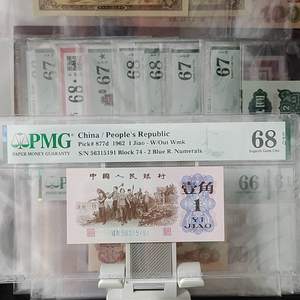 67
68
67
67
67
PMG
PAPER MONEY GUARANTY
China / People's Republic
Pick# 877d 1962 1 Jiao - W/Out Wmk
S/N 56315191 Block 74 - 2 Blue R. Numerals
68
EPQ
Superb Gem Unc
中國人民銀行
壹角
1
YI
JIAO
56315191
66